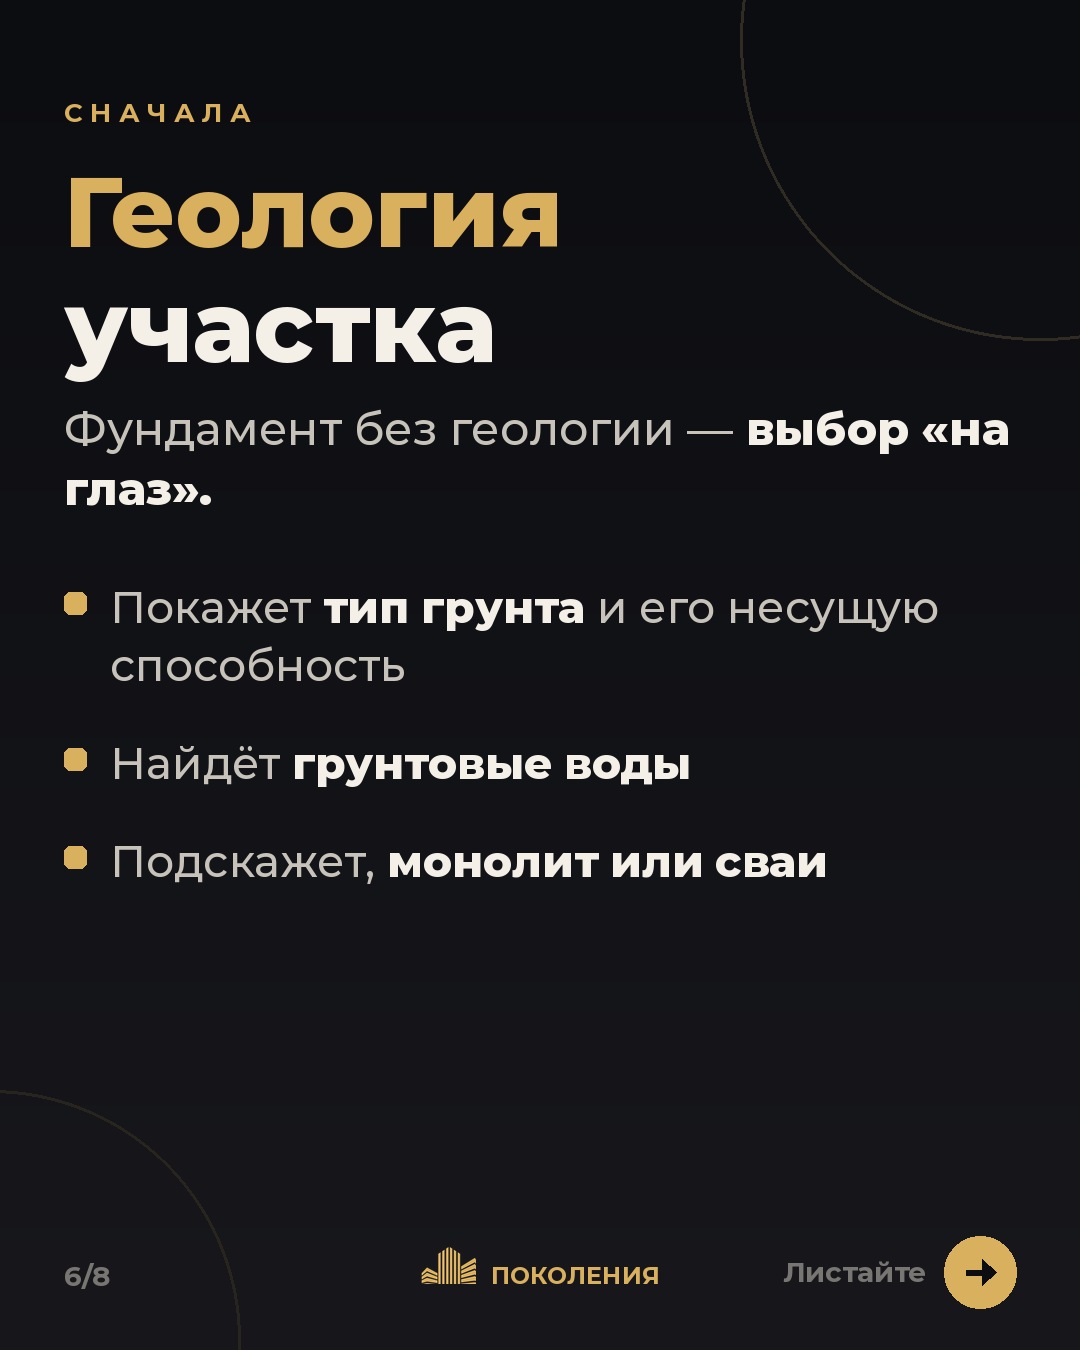 СНАЧАЛА
Геология
участка
Фундамент без геологии — выбор «на
глаз».
Покажет тип грунта и его несущую
способность
Найдёт грунтовые воды
Подскажет, монолит или сваи
6/8
ПОКОЛЕНИЯ
Листайте